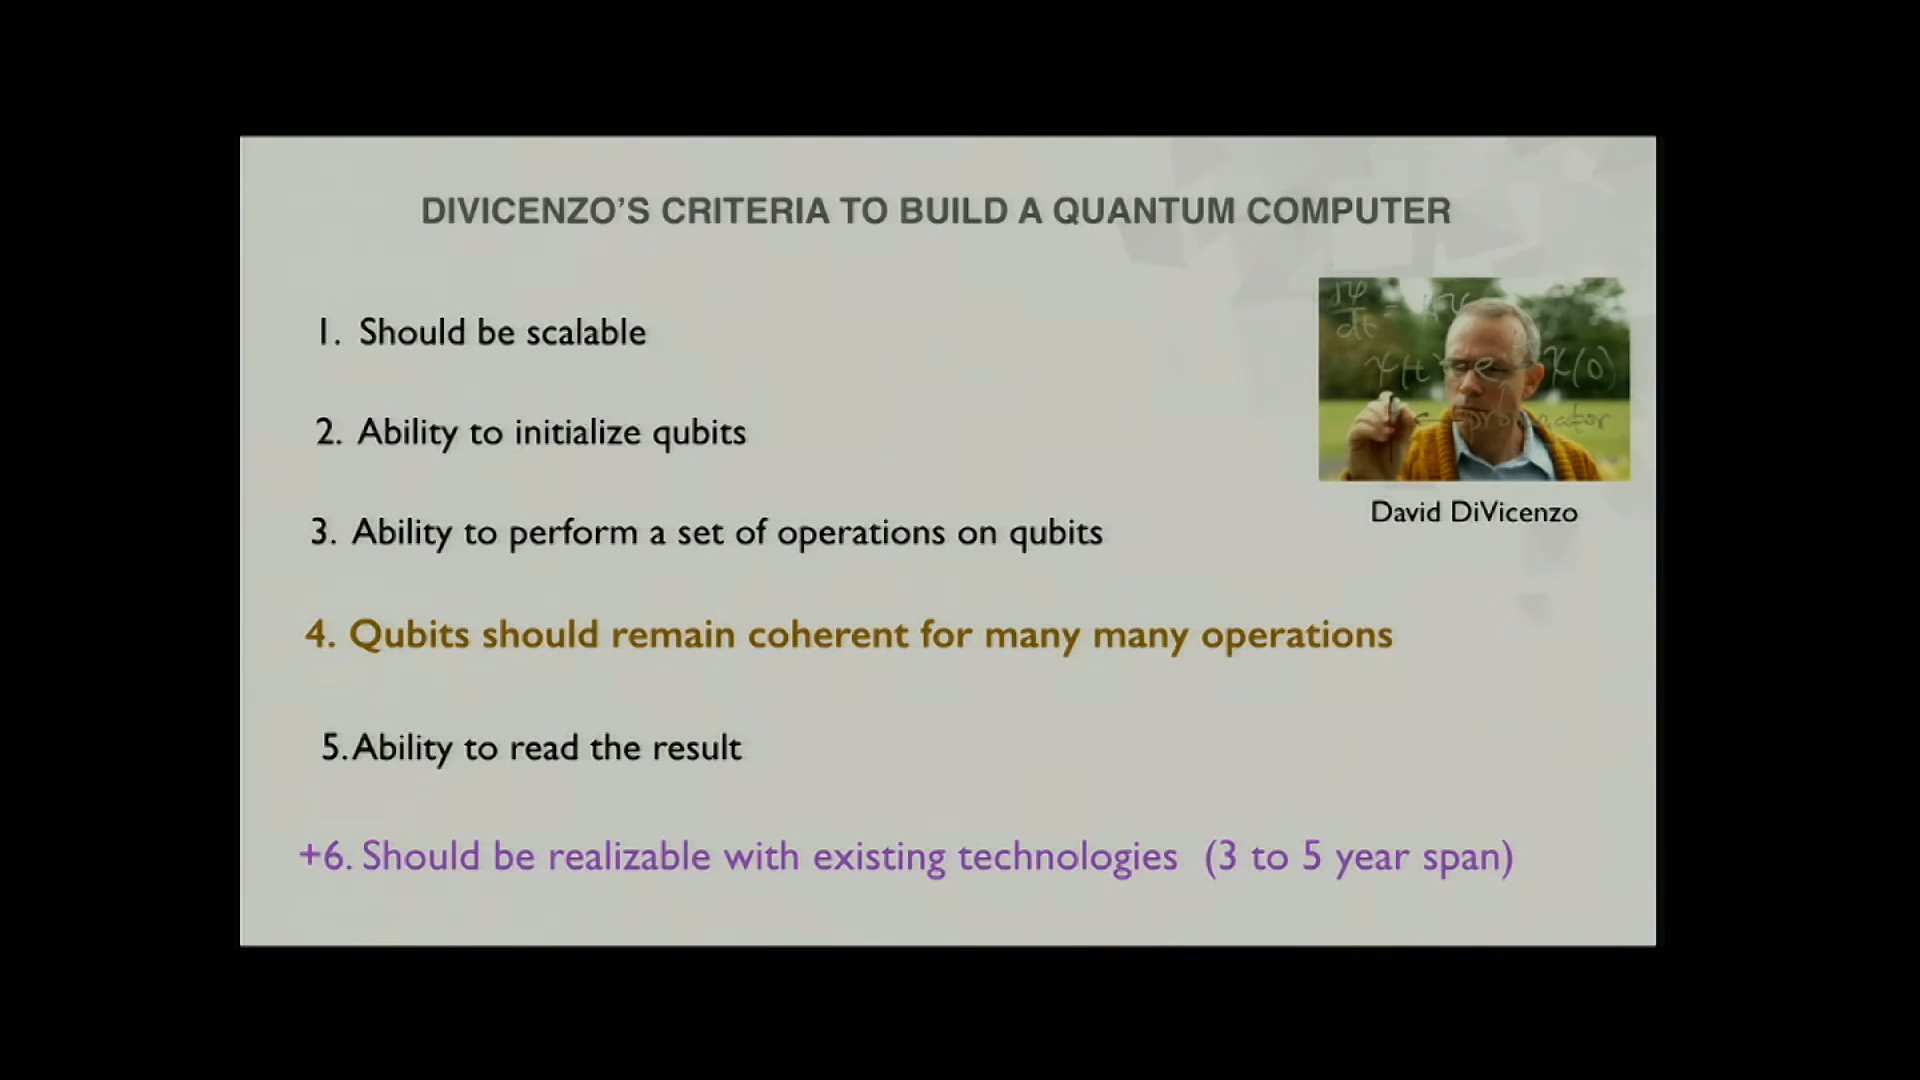 DIVICENZO'S CRITERIA TO BUILD A QUANTUM COMPUTER
1. Should be scalable
2. Ability to initialize qubits
3. Ability to perform a set of operations on qubits
David DiVicenzo
4. Qubits should remain coherent for many many operations
5. Ability to read the result
+6. Should be realizable with existing technologies (3 to 5 year span)